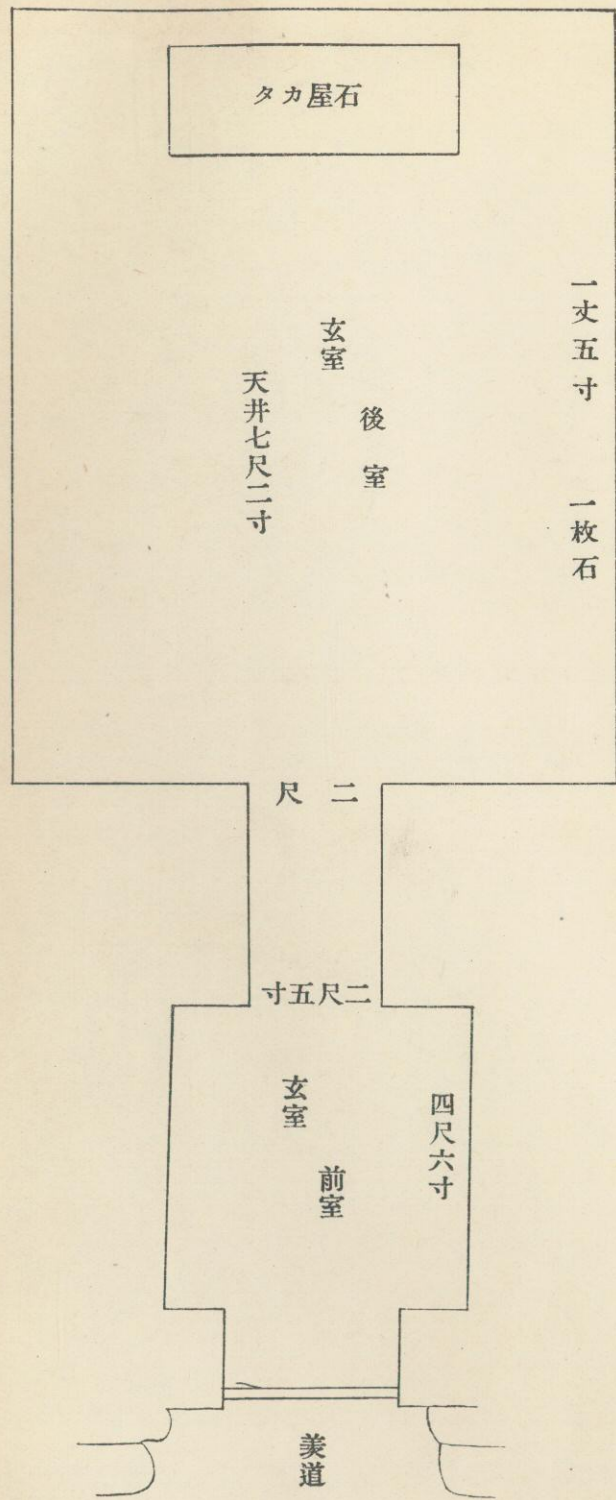 石屋カタ
一丈五寸　一枚石
後室
玄室
天井七尺二寸
二尺
二尺五寸
四尺六寸
前室
玄室
羨道